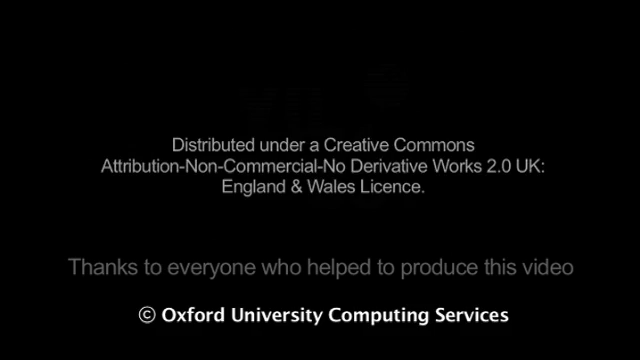 Distributed under a Creative Commons
Attribution-Non-Commercial-No Derivative Works 2.0 UK:
England & Wales Licence.
Thanks to everyone who helped to produce this video
© Oxford University Computing Services